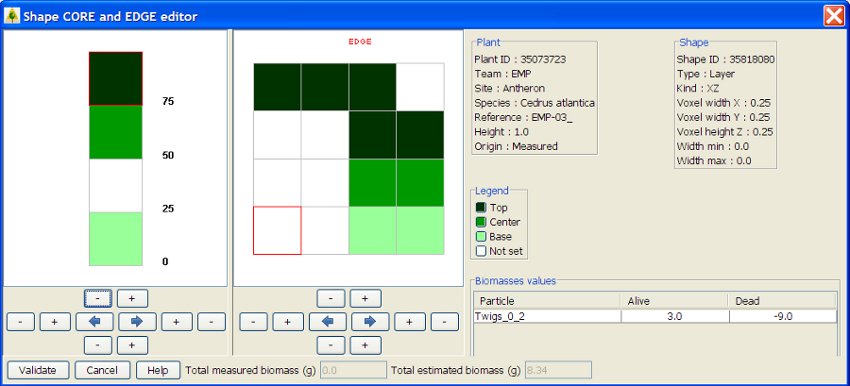 Shape CORE and EDGE editor
75
50
25
0
EDGE
Plant
Plant ID : 35073723
Team : EMP
Site : Antheron
Species : Cedrus atlantica
Reference : EMP-03_
Height : 1.0
Origin : Measured
Shape
Shape ID : 35818080
Type : Layer
Kind : XZ
Voxel width X : 0.25
Voxel width Y : 0.25
Voxel height Z : 0.25
Width min : 0.0
Width max : 0.0
Legend
Top
Center
Base
Not set
Biomasses values
Particle Alive Dead
Twigs_0_2 3.0 -9.0
- +
- + + -
- +
- +
- + + -
- +
Validate Cancel Help Total measured biomass (g) 0.0 Total estimated biomass (g) 8.34